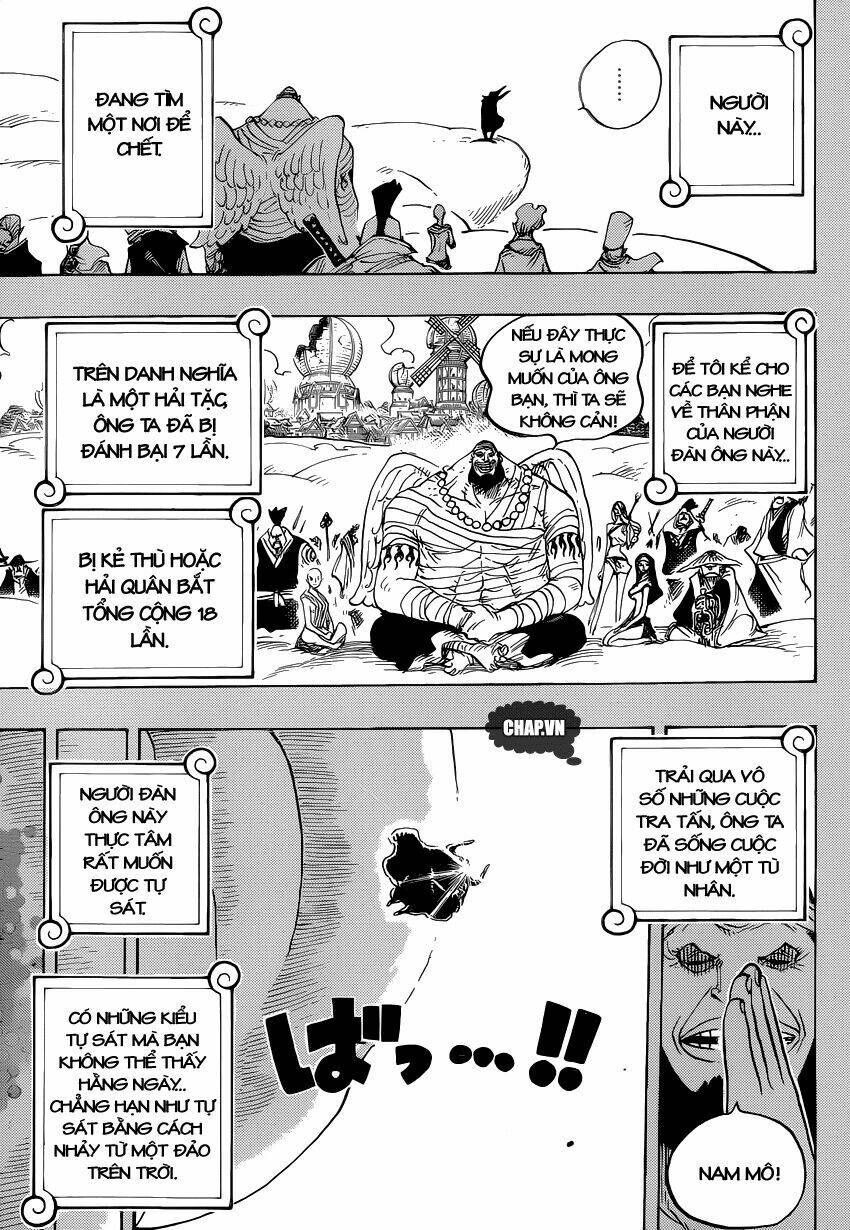 NGƯỜI
NÀY...
........
ĐANG TÌM
MỘT NƠI ĐỂ
CHẾT.
ĐỂ TÔI KỂ CHO
CÁC BẠN NGHE
VỀ THÂN PHẬN
CỦA NGƯỜI
ĐÀN ÔNG NÀY...
NẾU ĐÂY THỰC
SỰ LÀ MONG
MUỐN CỦA ÔNG
BẠN, THÌ TA SẼ
KHÔNG CẢN!
TRÊN DANH NGHĨA
LÀ MỘT HẢI TẶC,
ÔNG TA ĐÃ BỊ
ĐÁNH BẠI 7 LẦN.
BỊ KẺ THÙ HOẶC
HẢI QUÂN BẮT
TỔNG CỘNG 18
LẦN.
CHAP.VN
TRẢI QUA VÔ
SỐ NHỮNG CUỘC
TRA TẤN, ÔNG TA
ĐÃ SỐNG CUỘC
ĐỜI NHƯ MỘT TÙ
NHÂN.
NGƯỜI ĐÀN
ÔNG NÀY
THỰC TÂM
RẤT MUỐN
ĐƯỢC TỰ
SÁT.
NAM MÔ!
ばっ…!!
CÓ NHỮNG KIỂU
TỰ SÁT MÀ BẠN
KHÔNG THỂ THẤY
HẰNG NGÀY...
CHẲNG HẠN NHƯ TỰ
SÁT BẰNG CÁCH
NHẢY TỪ MỘT ĐẢO
TRÊN TRỜI.